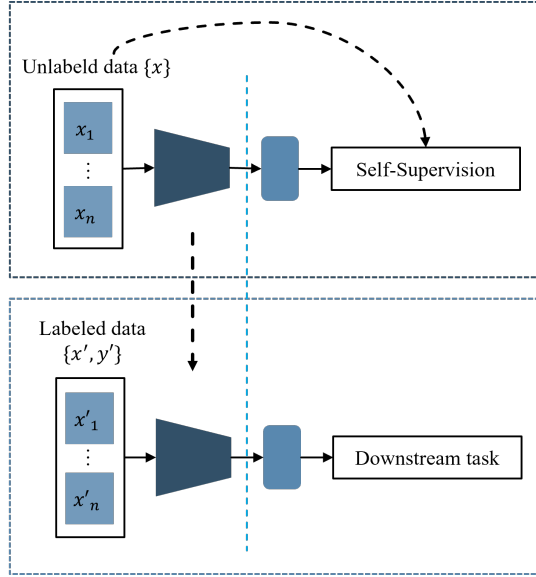 Unlabeld data {x}
x₁
⋮
xₙ
Self-Supervision
Labeled data
{x′, y′}
x′₁
⋮
x′ₙ
Downstream task